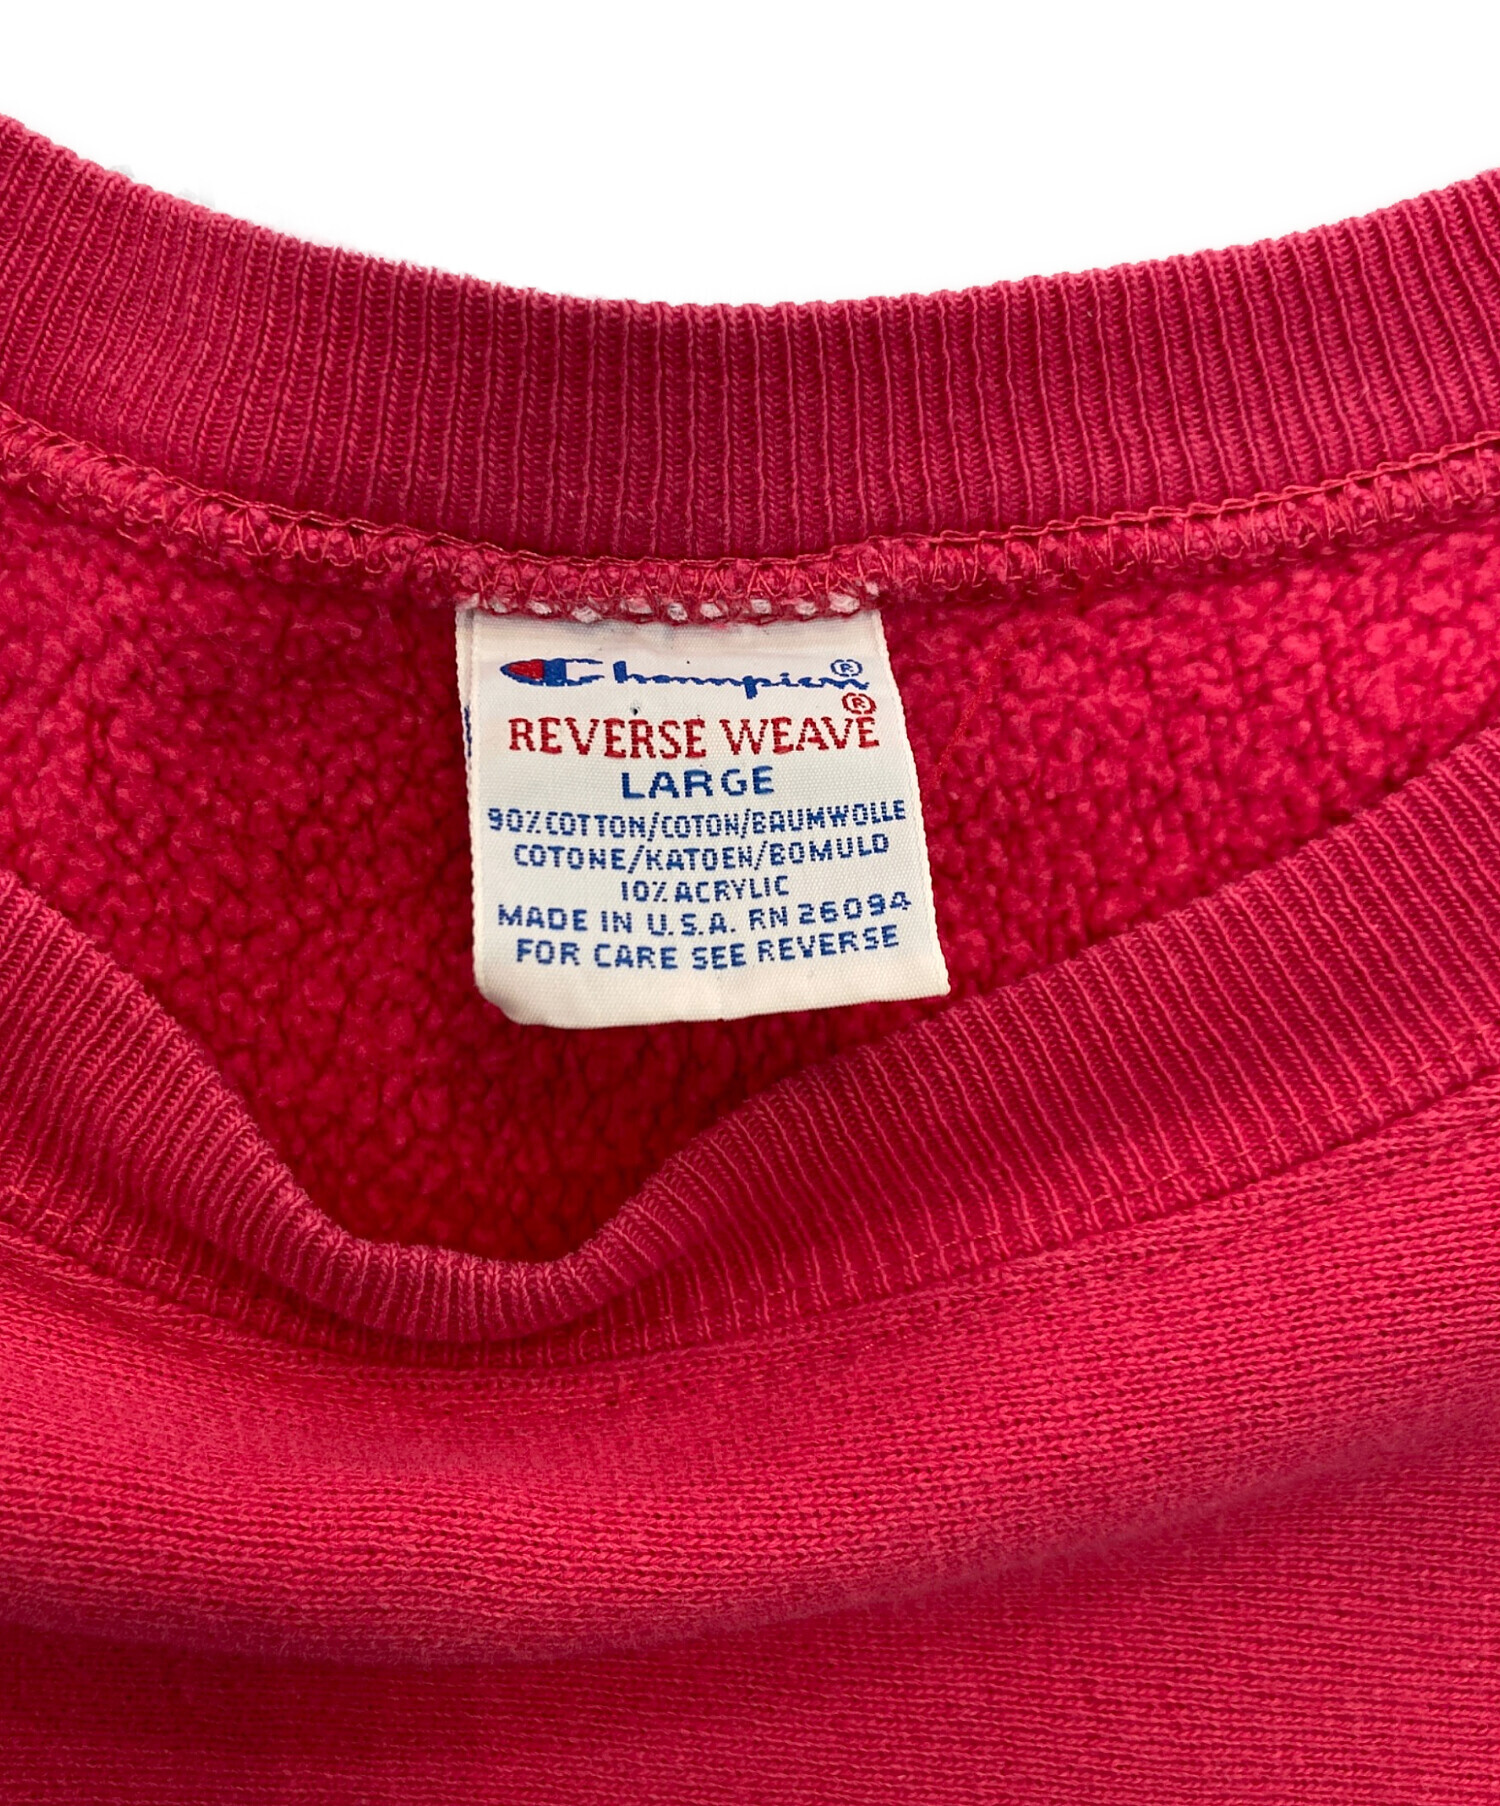 Champion®
REVERSE WEAVE®
LARGE
90% COTTON/COTON/BAUMWOLLE
COTONE/KATOEN/BOMULD
10% ACRYLIC
MADE IN U.S.A. RN 26094
FOR CARE SEE REVERSE